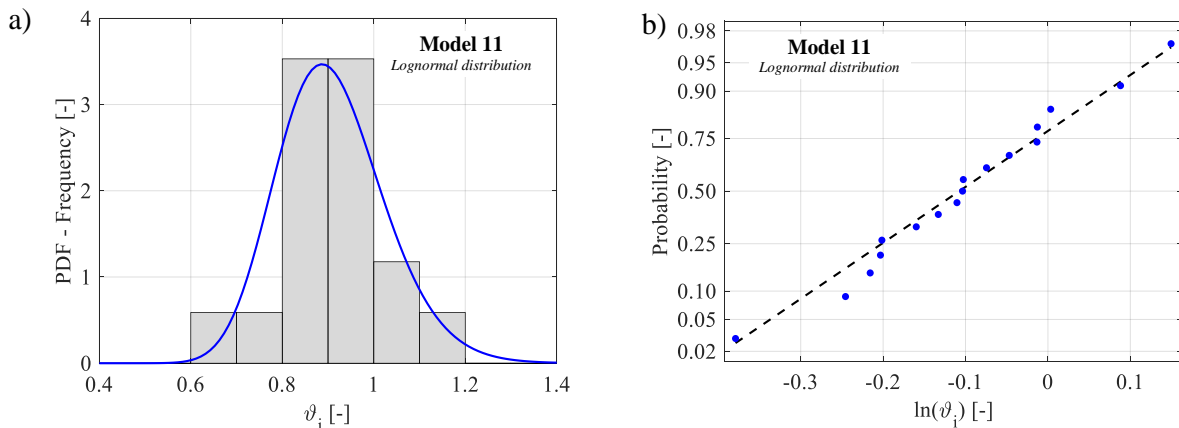 a)
Model 11
Lognormal distribution
PDF - Frequency [-]
4
3
2
1
0
0.4 0.6 0.8 1 1.2 1.4
ϑi [-]
b)
Model 11
Lognormal distribution
Probability [-]
0.98
0.95
0.90
0.75
0.50
0.25
0.10
0.05
0.02
-0.3 -0.2 -0.1 0 0.1
ln(ϑi) [-]